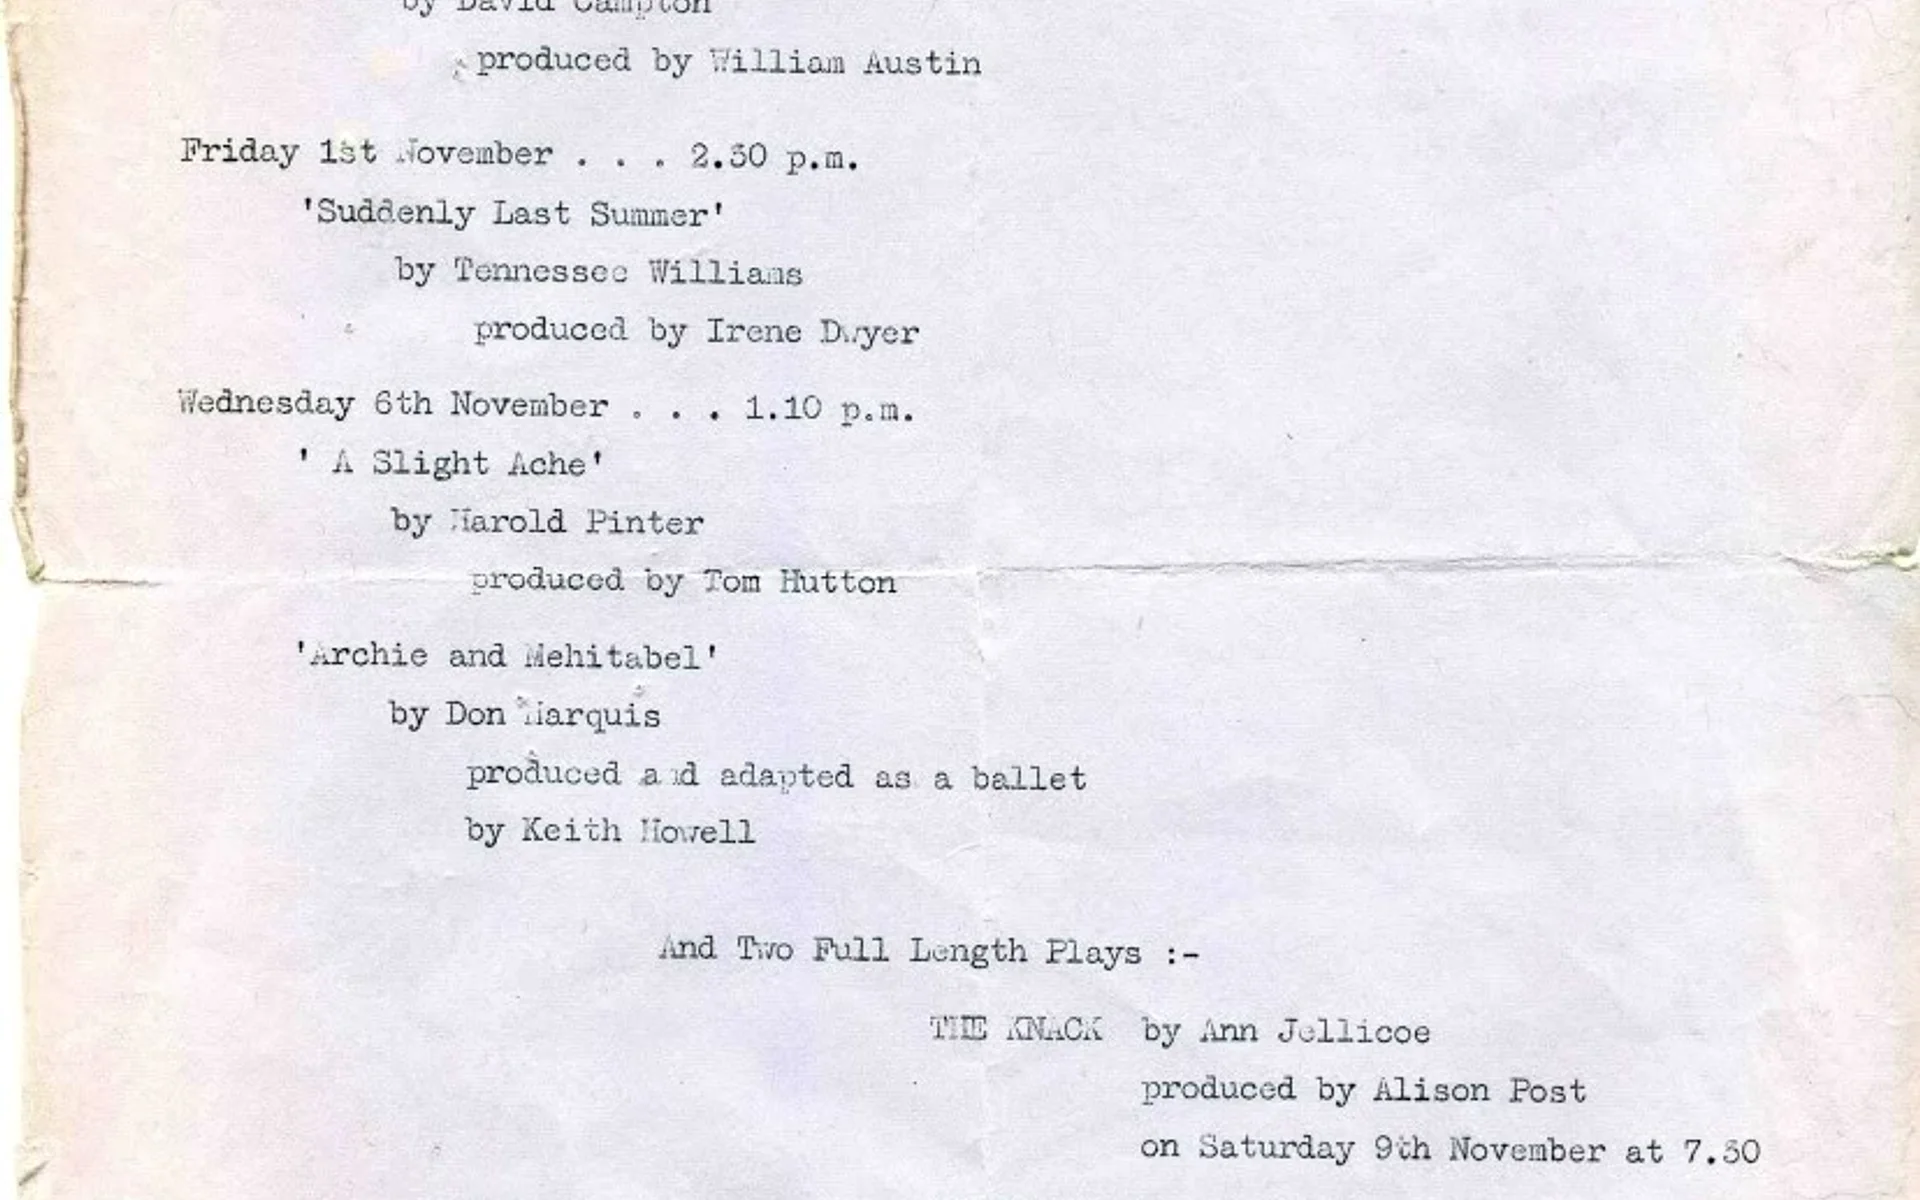 by David Campton
produced by William Austin
Friday 1st November . . . 2.30 p.m.
'Suddenly Last Summer'
by Tennessee Williams
produced by Irene Dwyer
Wednesday 6th November . . . 1.10 p.m.
' A Slight Ache'
by Harold Pinter
produced by Tom Hutton
'Archie and Mehitabel'
by Don Marquis
produced and adapted as a ballet
by Keith Howell
And Two Full Length Plays :-
THE KNACK by Ann Jellicoe
produced by Alison Post
on Saturday 9th November at 7.30